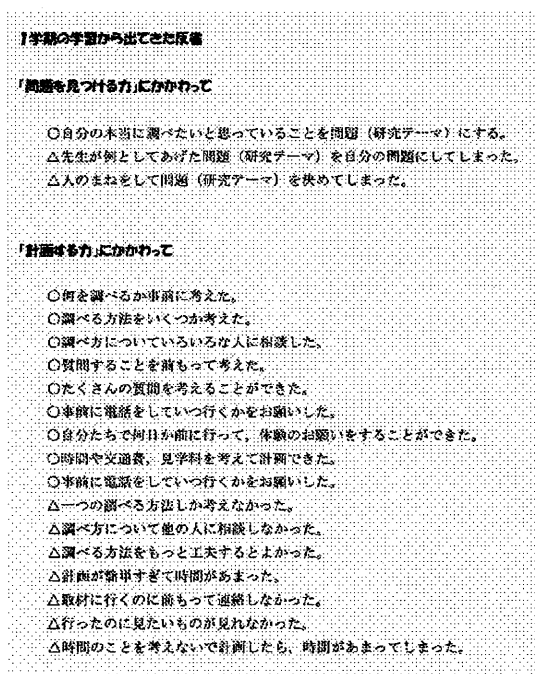 1学期の学習から出てきた反省
「問題を見つける力」にかかわって
○自分の本当に調べたいと思っていることを問題（研究テーマ）にする。
△先生が例としてあげた問題（研究テーマ）を自分の問題にしてしまった。
△人のまねをして問題（研究テーマ）を決めてしまった。
「計画する力」にかかわって
○何を調べるか事前に考えた。
○調べる方法をいくつか考えた。
○調べ方についていろいろな人に相談した。
○質問することを前もって考えた。
○たくさんの質問を考えることができた。
○事前に電話をしていつ行くかをお願いした。
○自分たちで何日か前に行って，体験のお願いをすることができた。
○時間や交通費，見学料を考えて計画できた。
○事前に電話をしていつ行くかをお願いした。
△一つの調べる方法しか考えなかった。
△調べ方について他の人に相談しなかった。
△調べる方法をもっと工夫するとよかった。
△計画が簡単すぎて時間があまった。
△取材に行くのに前もって連絡しなかった。
△行ったのに見たいものが見れなかった。
△時間のことを考えないで計画したら，時間があまってしまった。